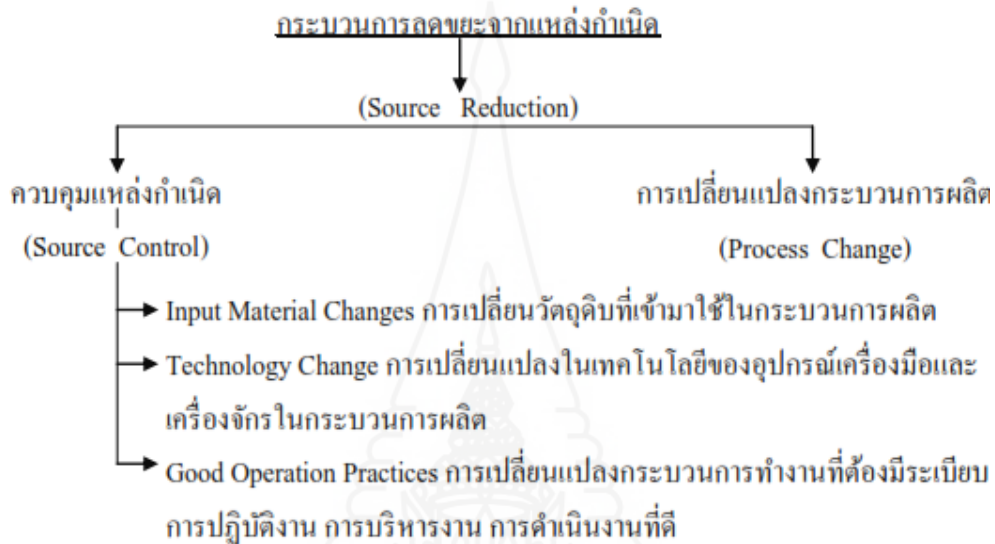 กระบวนการลดขยะจากแหล่งกำเนิด
(Source Reduction)
ควบคุมแหล่งกำเนิด
(Source Control)
การเปลี่ยนแปลงกระบวนการผลิต
(Process Change)
Input Material Changes การเปลี่ยนวัตถุดิบที่เข้ามาใช้ในกระบวนการผลิต
Technology Change การเปลี่ยนแปลงในเทคโนโลยีของอุปกรณ์เครื่องมือและ
เครื่องจักรในกระบวนการผลิต
Good Operation Practices การเปลี่ยนแปลงกระบวนการทำงานที่ต้องมีระเบียบ
การปฏิบัติงาน การบริหารงาน การดำเนินงานที่ดี